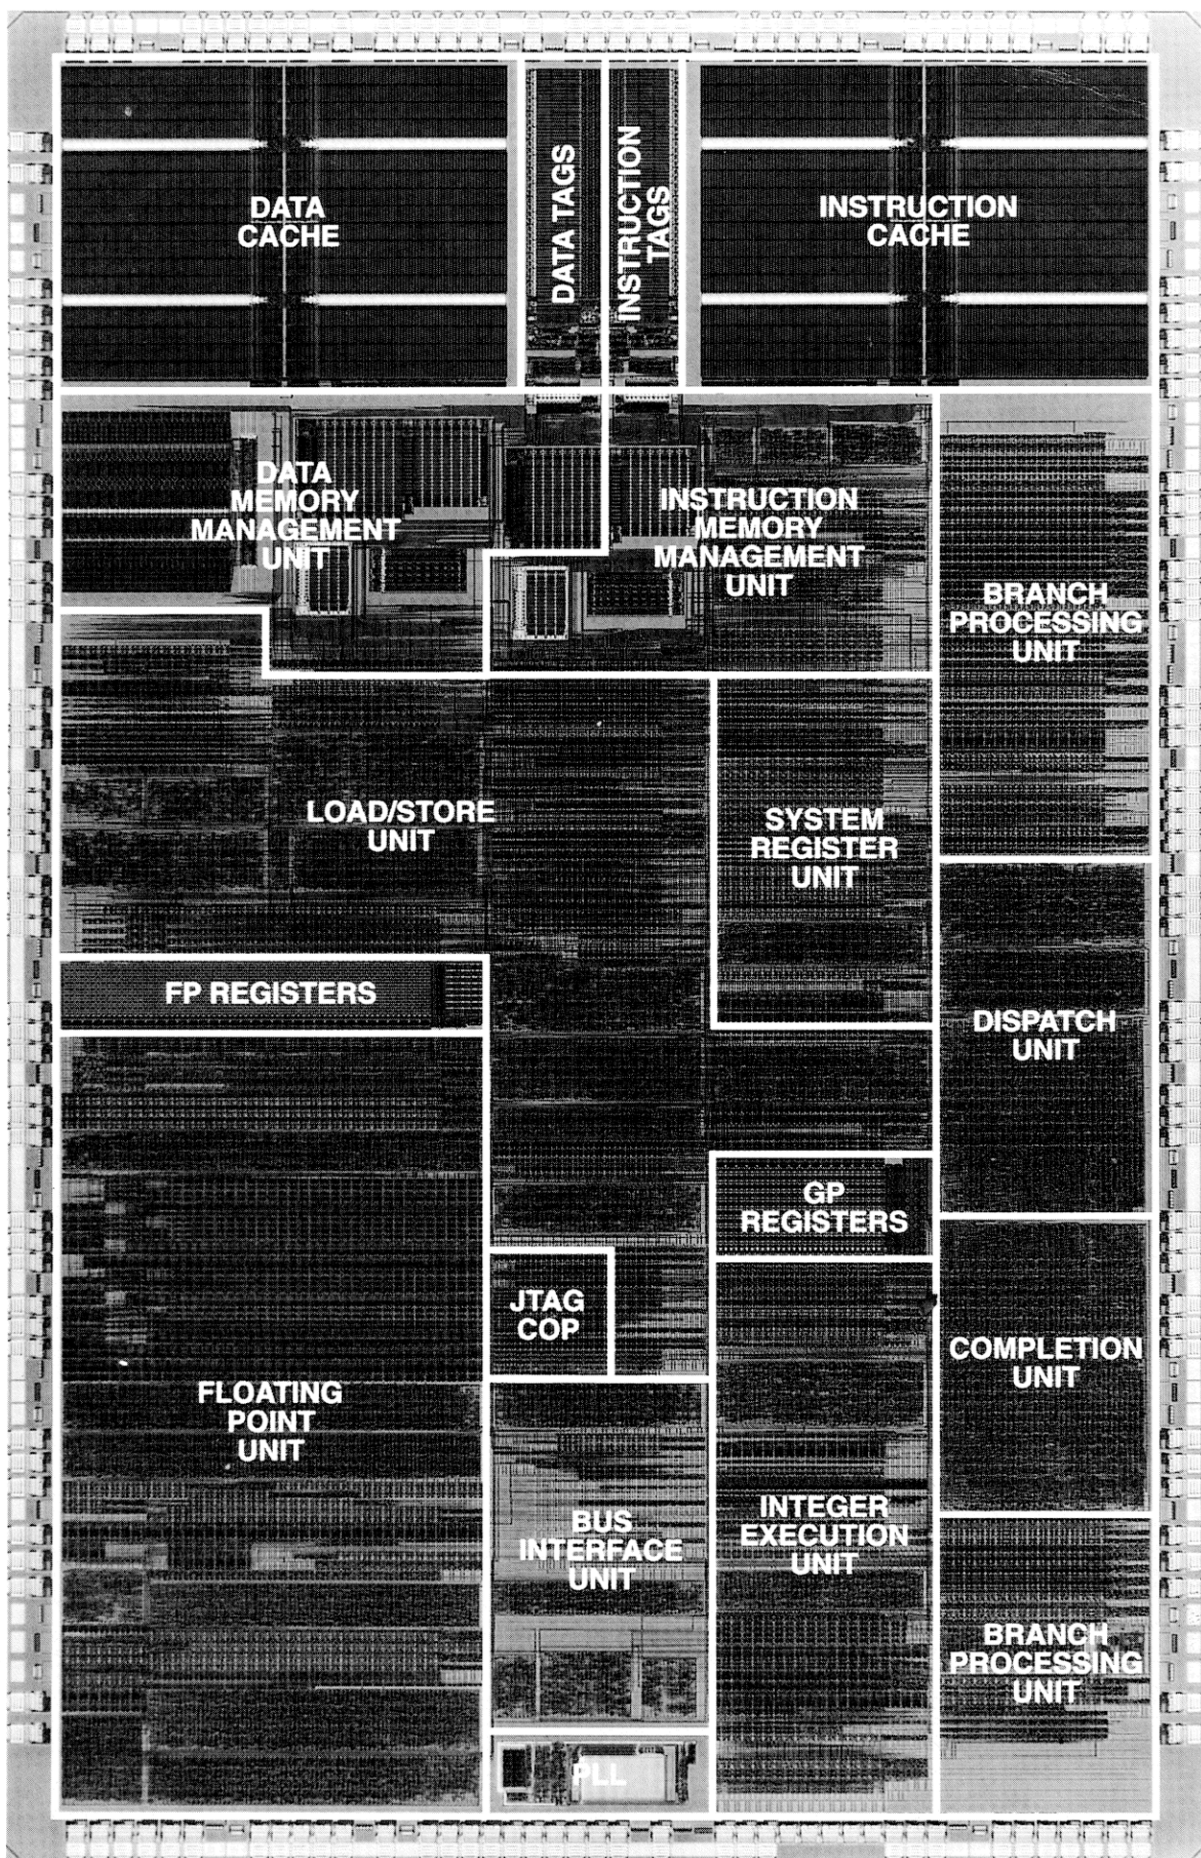 DATA
CACHE
DATA TAGS
INSTRUCTION
TAGS
INSTRUCTION
CACHE
DATA
MEMORY
MANAGEMENT
UNIT
INSTRUCTION
MEMORY
MANAGEMENT
UNIT
BRANCH
PROCESSING
UNIT
LOAD/STORE
UNIT
SYSTEM
REGISTER
UNIT
FP REGISTERS
DISPATCH
UNIT
GP
REGISTERS
JTAG
COP
COMPLETION
UNIT
FLOATING
POINT
UNIT
BUS
INTERFACE
UNIT
INTEGER
EXECUTION
UNIT
BRANCH
PROCESSING
UNIT
PLL